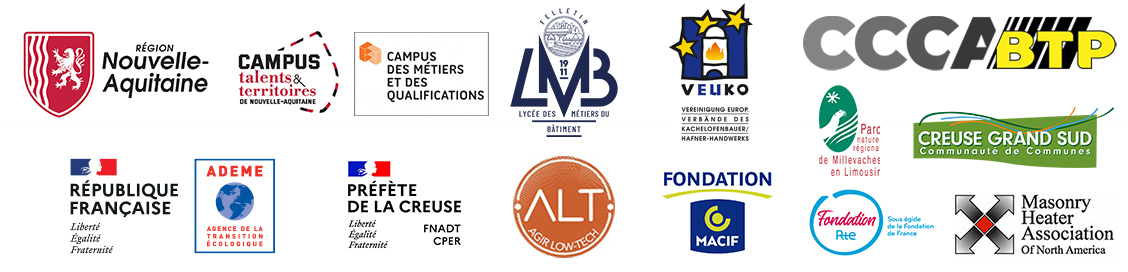 RÉGION
Nouvelle-
Aquitaine
CAMPUS
talents&
territoires
DE NOUVELLE-AQUITAINE
CAMPUS
DES MÉTIERS
ET DES
QUALIFICATIONS
FELLETIN
LMB
19
11
LYCÉE DES MÉTIERS DU
BÂTIMENT
VEUKO
VEREINIGUNG EUROP.
VERBÄNDE DES
KACHELOFENBAUER/
HAFNER-HANDWERKS
CCCA
BTP
Parc
naturel
régional
de Millevaches
en Limousin
CREUSE GRAND SUD
Communauté de Communes
RÉPUBLIQUE
FRANÇAISE
Liberté
Égalité
Fraternité
ADEME
AGENCE DE LA
TRANSITION
ÉCOLOGIQUE
PRÉFÈTE
DE LA CREUSE
Liberté
Égalité
Fraternité
FNADT
CPER
ALT
AGIR LOW-TECH
FONDATION
MACIF
Fondation
Rte
Sous égide
de la Fondation
de France
Masonry
Heater
Association
Of North America